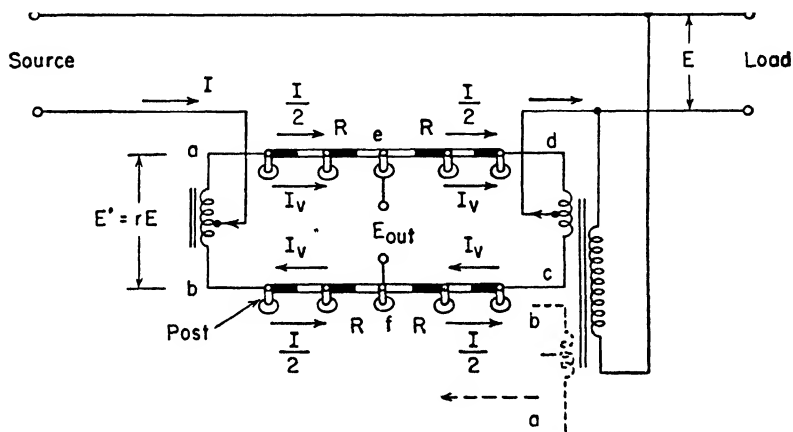 Source
I
E
Load
I/2
R
e
R
I/2
a
d
I_v
I_v
E' = rE
E_out
I_v
I_v
b
c
Post
I/2
R
f
R
I/2
b
a